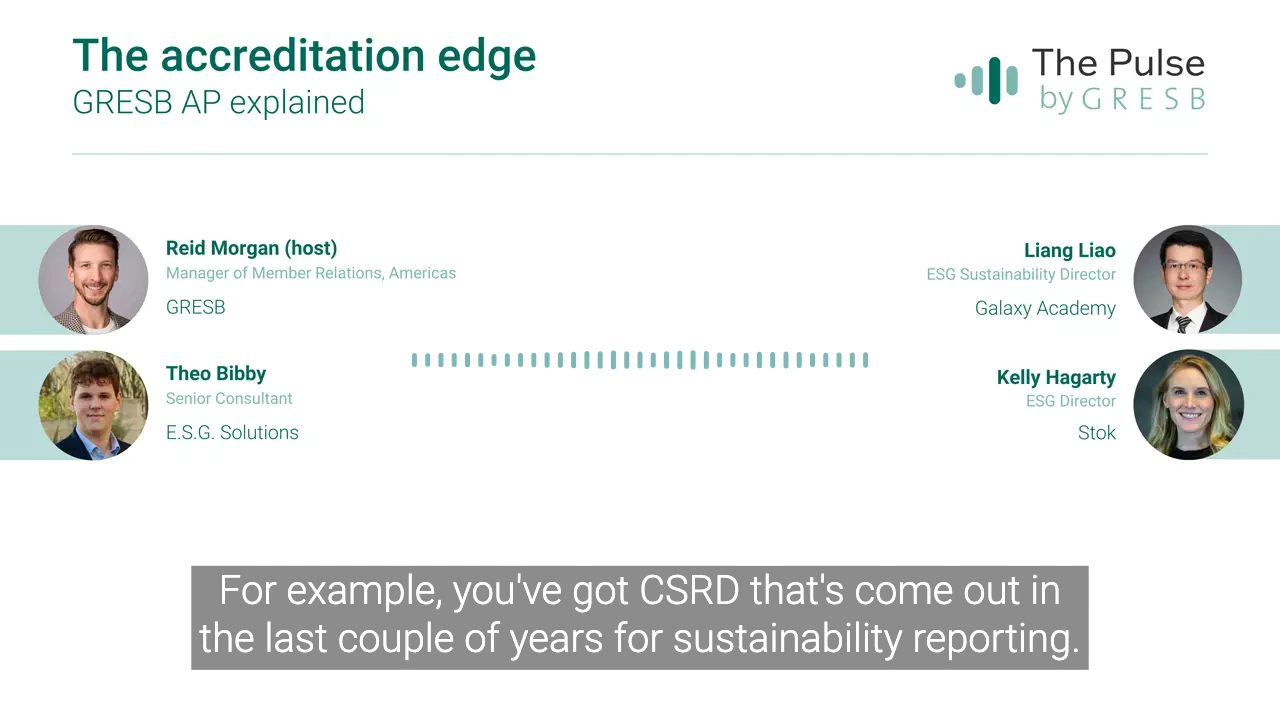 The accreditation edge
GRESB AP explained
The Pulse
by GRESB
Reid Morgan (host)
Manager of Member Relations, Americas
GRESB
Liang Liao
ESG Sustainability Director
Galaxy Academy
Theo Bibby
Senior Consultant
E.S.G. Solutions
Kelly Hagarty
ESG Director
Stok
For example, you've got CSRD that's come out in
the last couple of years for sustainability reporting.